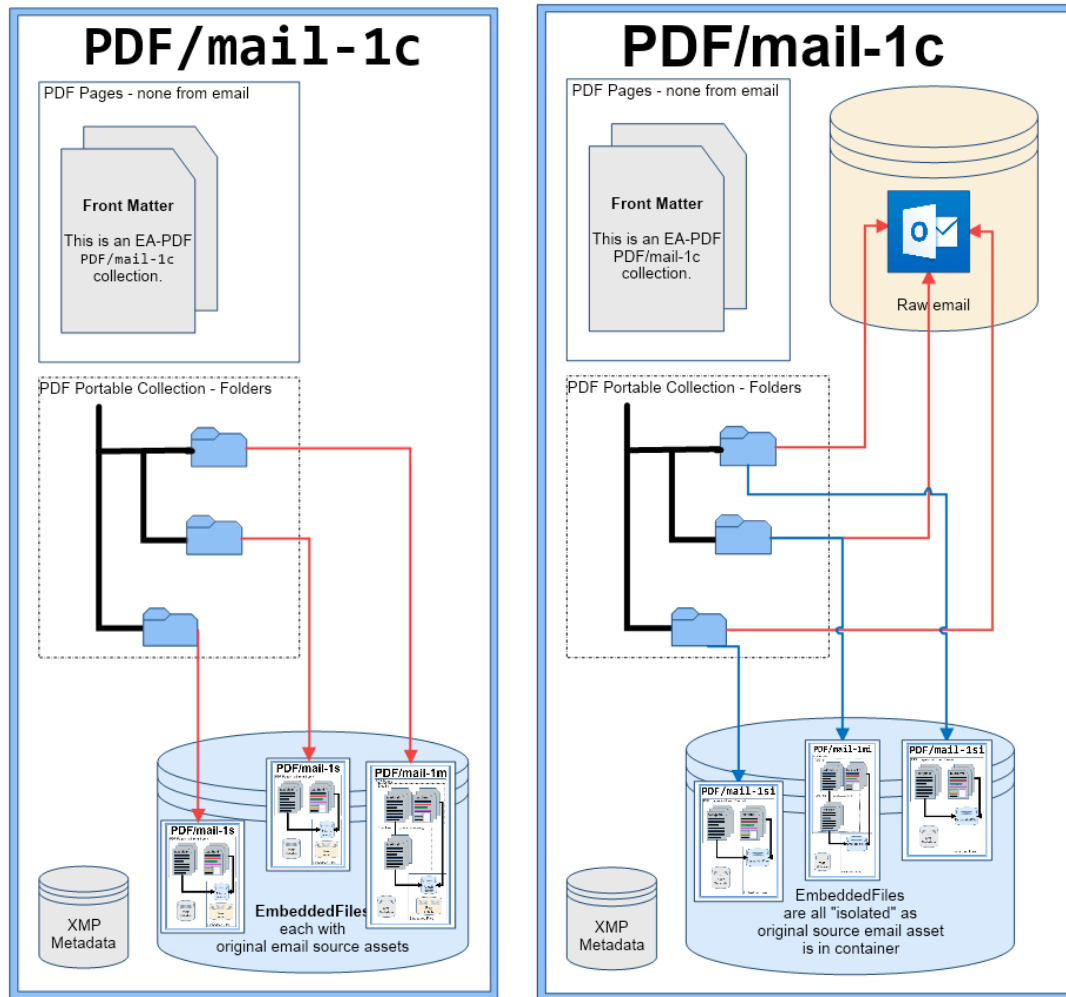 PDF/mail-1c
PDF Pages - none from email
Front Matter
This is an EA-PDF
PDF/mail-1c
collection.
PDF Portable Collection - Folders
PDF/mail-1s
PDF/mail-1m
PDF/mail-1s
EmbeddedFiles
each with
original email source assets
XMP
Metadata
PDF/mail-1c
PDF Pages - none from email
Front Matter
This is an EA-PDF
PDF/mail-1c
collection.
Raw email
PDF Portable Collection - Folders
PDF/mail-1mi
PDF/mail-1si
PDF/mail-1si
EmbeddedFiles
are all "isolated" as
original source email asset
is in container
XMP
Metadata